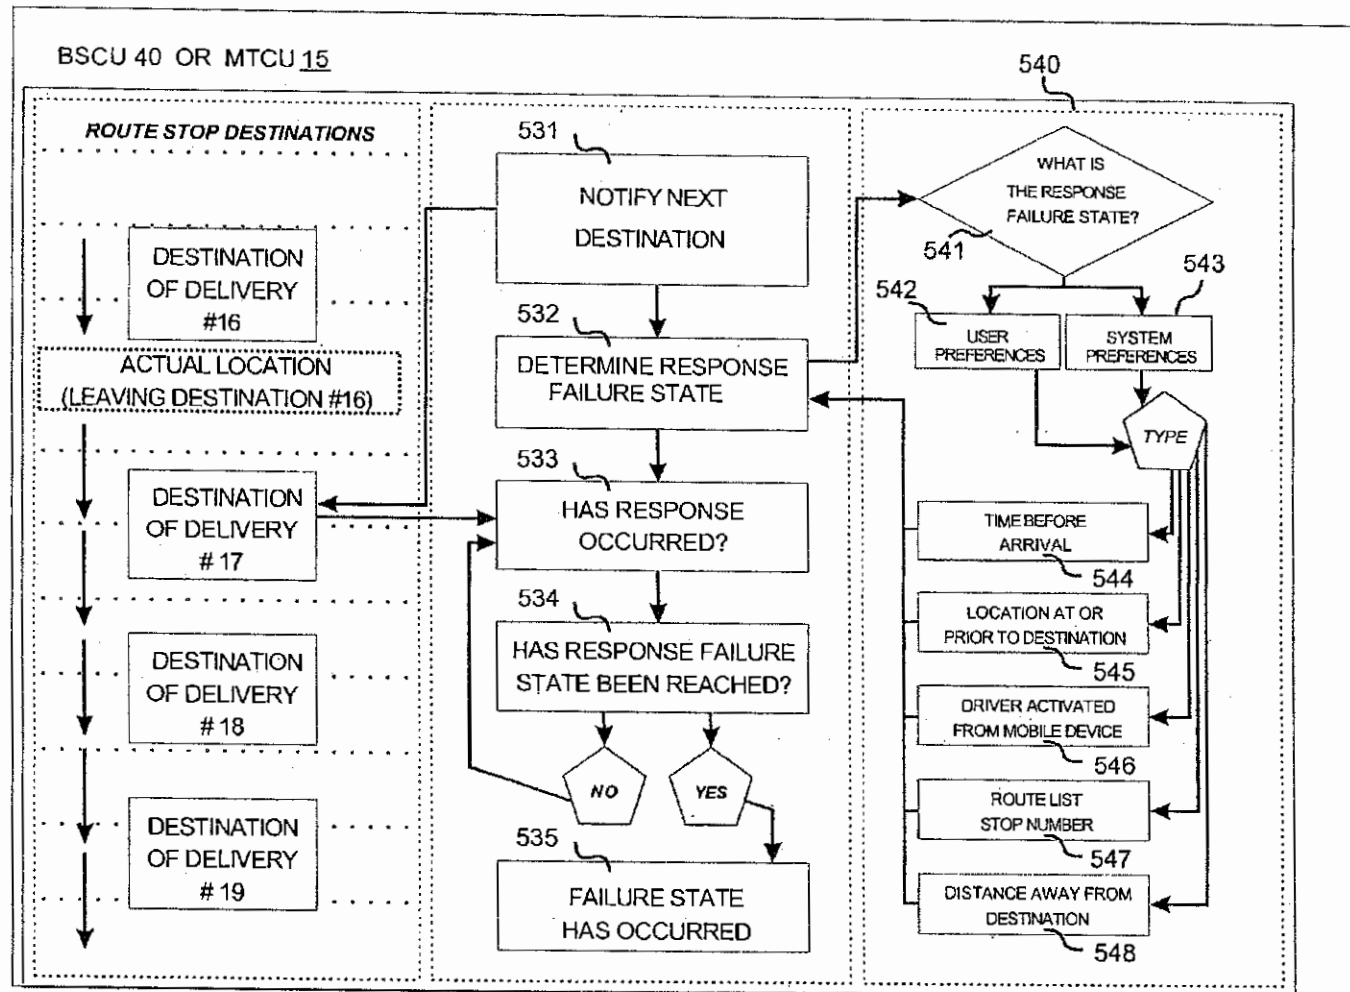 BSCU 40 OR MTCU 15
540
ROUTE STOP DESTINATIONS
DESTINATION
OF DELIVERY
#16
ACTUAL LOCATION
(LEAVING DESTINATION #16)
DESTINATION
OF DELIVERY
# 17
DESTINATION
OF DELIVERY
# 18
DESTINATION
OF DELIVERY
# 19
531
NOTIFY NEXT
DESTINATION
532
DETERMINE RESPONSE
FAILURE STATE
533
HAS RESPONSE
OCCURRED?
534
HAS RESPONSE FAILURE
STATE BEEN REACHED?
NO
YES
535
FAILURE STATE
HAS OCCURRED
WHAT IS
THE RESPONSE
FAILURE STATE?
541
542
USER
PREFERENCES
543
SYSTEM
PREFERENCES
TYPE
TIME BEFORE
ARRIVAL
544
LOCATION AT OR
PRIOR TO DESTINATION
545
DRIVER ACTIVATED
FROM MOBILE DEVICE
546
ROUTE LIST
STOP NUMBER
547
DISTANCE AWAY FROM
DESTINATION
548